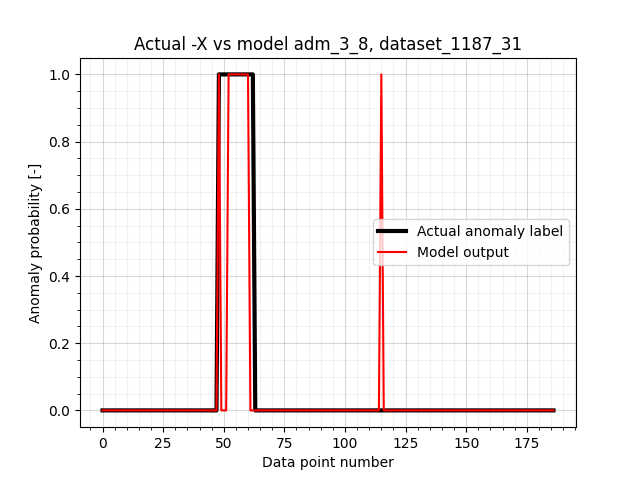 Actual -X vs model adm_3_8, dataset_1187_31
Anomaly probability [-]
1.0
0.8
0.6
0.4
0.2
0.0
Actual anomaly label
Model output
0 25 50 75 100 125 150 175
Data point number